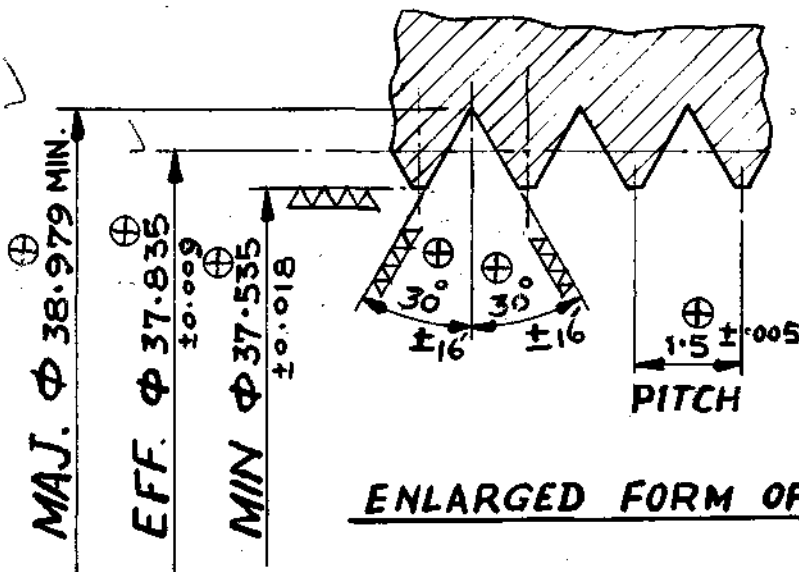 MAJ. Φ 38.979 MIN.
EFF. Φ 37.835
±0.009
MIN Φ 37.535
±0.018
30° 30°
±16' ±16'
1.5 ±.005
PITCH
ENLARGED FORM OF